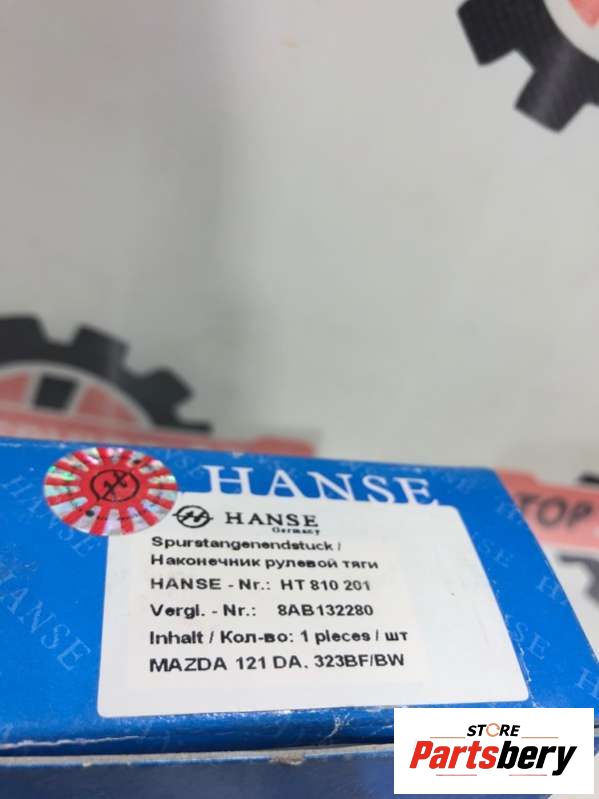 TOP
HANSE
HANSE
Germany
Spurstangenendstuck /
Наконечник рулевой тяги
HANSE - Nr.: HT 810 201
Vergl. - Nr.: 8AB132280
Inhalt / Кол-во: 1 pieces / шт
MAZDA 121 DA. 323BF/BW
HANSE
STORE
Partsbery